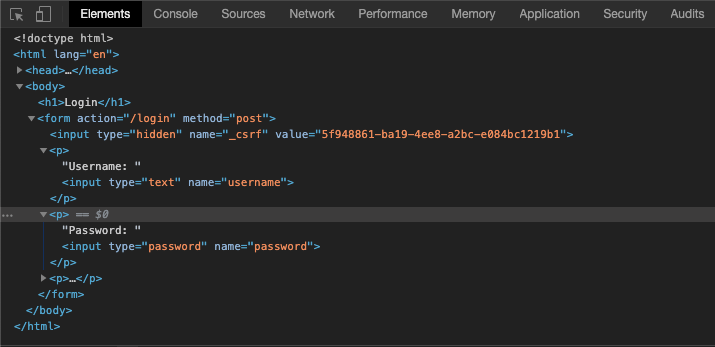 Elements Console Sources Network Performance Memory Application Security Audits
<!doctype html>
<html lang="en">
<head>…</head>
<body>
<h1>Login</h1>
<form action="/login" method="post">
<input type="hidden" name="_csrf" value="5f948861-ba19-4ee8-a2bc-e084bc1219b1">
<p>
"Username: "
<input type="text" name="username">
</p>
… <p> == $0
"Password: "
<input type="password" name="password">
</p>
<p>…</p>
</form>
</body>
</html>